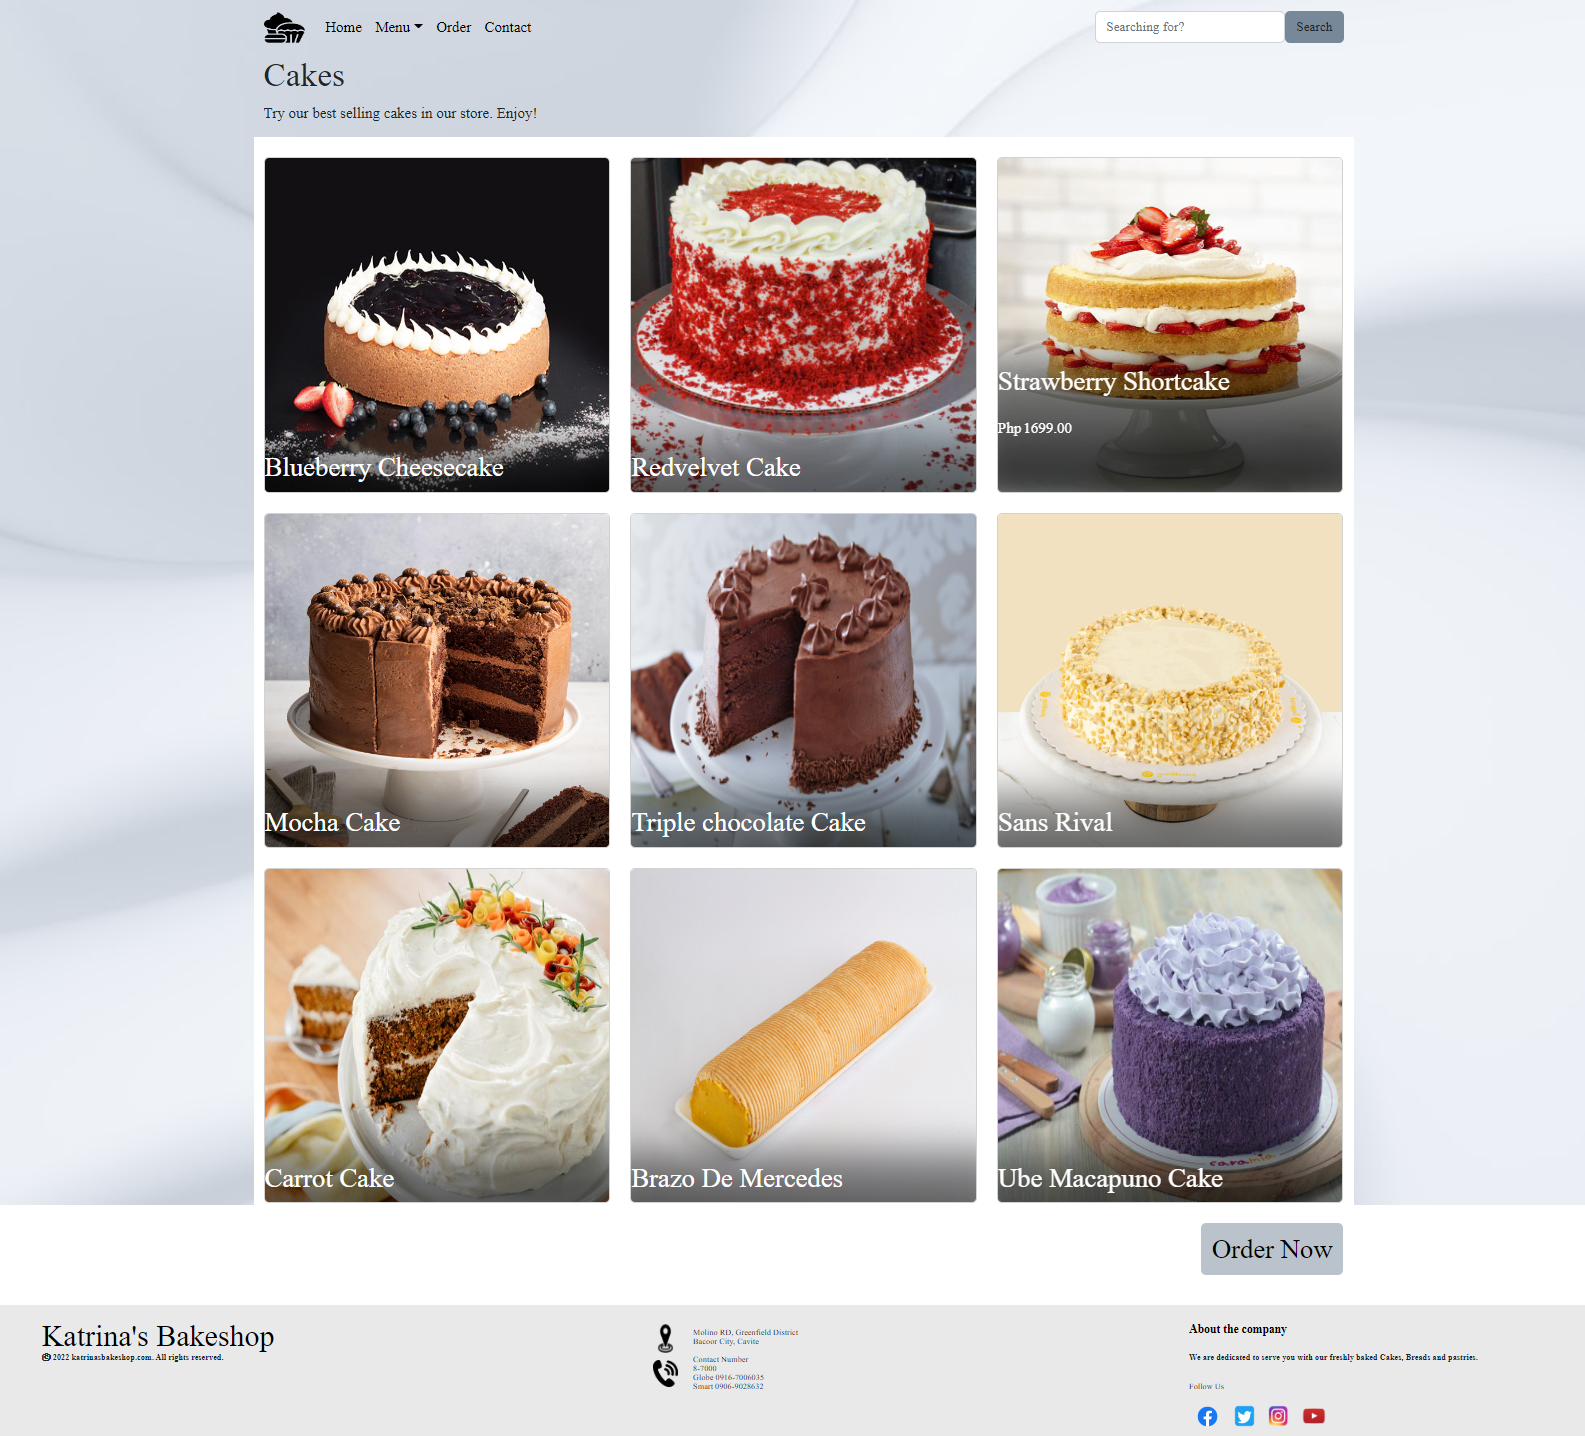 Home Menu Order Contact
Searching for? Search
Cakes
Try our best selling cakes in our store. Enjoy!
Blueberry Cheesecake
Redvelvet Cake
Strawberry Shortcake
Php 1699.00
Mocha Cake
Triple chocolate Cake
Sans Rival
Carrot Cake
Brazo De Mercedes
Ube Macapuno Cake
caramia
Order Now
Katrina's Bakeshop
© 2022 katrinasbakeshop.com. All rights reserved.
Molino RD, Greenfield District
Bacoor City, Cavite
Contact Number
8-7000
Globe 0916-7006035
Smart 0906-9028632
About the company
We are dedicated to serve you with our freshly baked Cakes, Breads and pastries.
Follow Us